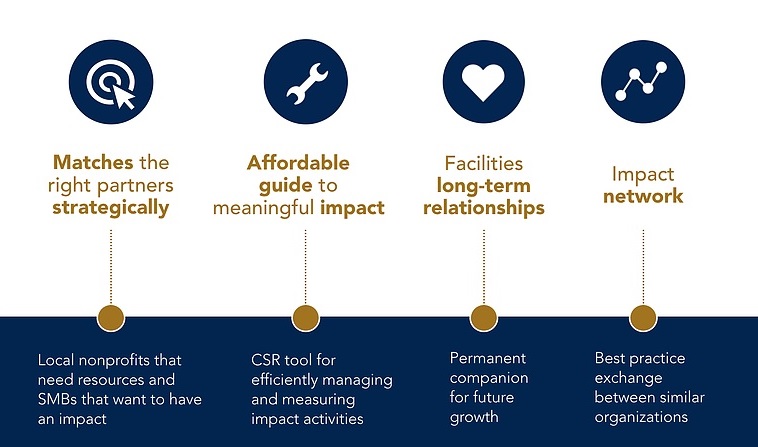 Matches the
right partners
strategically
Affordable
guide to
meaningful impact
Facilities
long-term
relationships
Impact
network
Local nonprofits that
need resources and
SMBs that want to have
an impact
CSR tool for
efficiently managing
and measuring
impact activities
Permanent
companion
for future
growth
Best practice
exchange
between similar
organizations